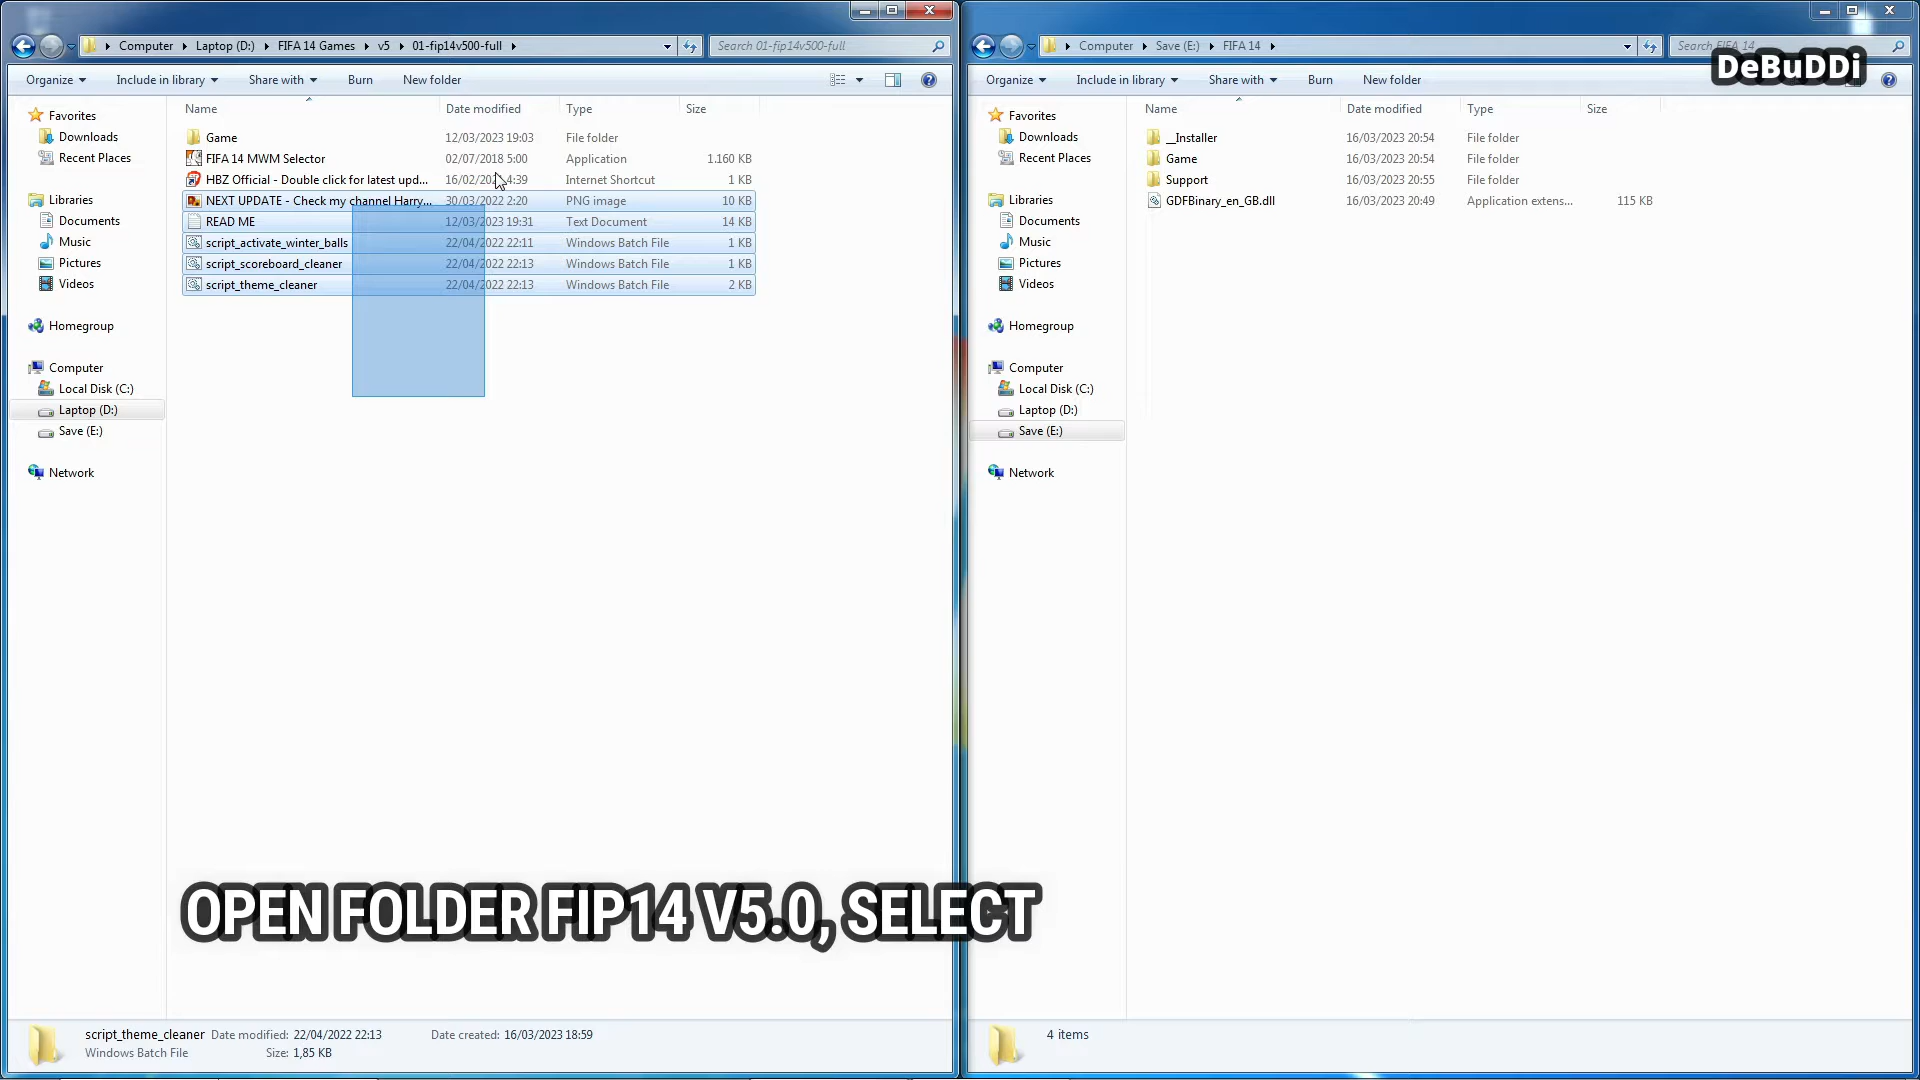 Computer Laptop (D:) FIFA 14 Games v5 01-fip14v500-full
Search 01-fip14v500-full
Organize Include in library Share with Burn New folder
Name Date modified Type Size
Favorites
Downloads
Recent Places
Libraries
Documents
Music
Pictures
Videos
Homegroup
Computer
Local Disk (C:)
Laptop (D:)
Save (E:)
Network
Game 12/03/2023 19:03 File folder
FIFA 14 MWM Selector 02/07/2018 5:00 Application 1.160 KB
HBZ Official - Double click for latest upd... 16/02/202 4:39 Internet Shortcut 1 KB
NEXT UPDATE - Check my channel Harry... 30/03/2022 2:20 PNG image 10 KB
READ ME 12/03/2023 19:31 Text Document 14 KB
script_activate_winter_balls 22/04/2022 22:11 Windows Batch File 1 KB
script_scoreboard_cleaner 22/04/2022 22:13 Windows Batch File 1 KB
script_theme_cleaner 22/04/2022 22:13 Windows Batch File 2 KB
script_theme_cleaner Date modified: 22/04/2022 22:13 Date created: 16/03/2023 18:59
Windows Batch File Size: 1,85 KB
Computer Save (E:) FIFA 14
Search FIFA 14
DeBuDDi
Organize Include in library Share with Burn New folder
Name Date modified Type Size
Favorites
Downloads
Recent Places
Libraries
Documents
Music
Pictures
Videos
Homegroup
Computer
Local Disk (C:)
Laptop (D:)
Save (E:)
Network
__Installer 16/03/2023 20:54 File folder
Game 16/03/2023 20:54 File folder
Support 16/03/2023 20:55 File folder
GDFBinary_en_GB.dll 16/03/2023 20:49 Application extens... 115 KB
4 items
OPEN FOLDER FIP14 V5.0, SELECT